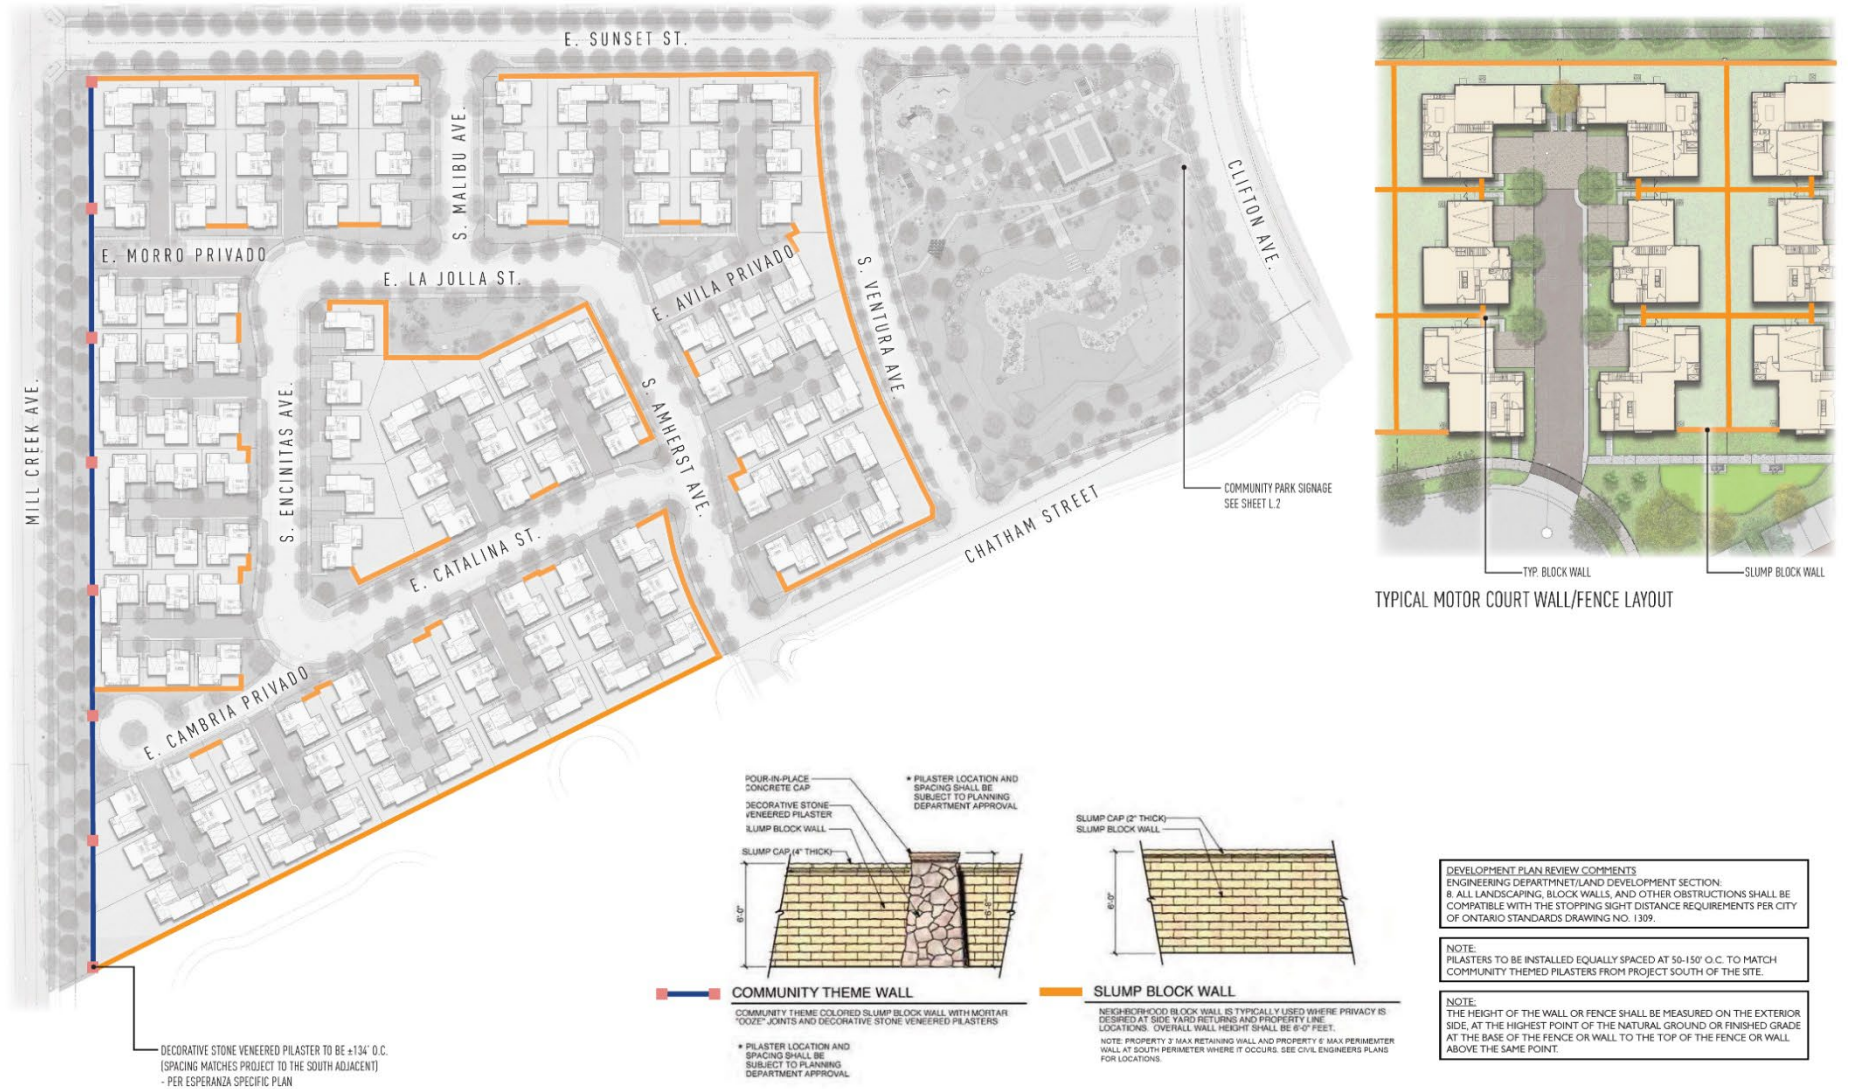 E. SUNSET ST.
S. MALIBU AVE.
CLIFTON AVE.
E. MORRO PRIVADO
E. LA JOLLA ST.
E. AVILA PRIVADO
S. VENTURA AVE.
MILL CREEK AVE.
S. ENCINITAS AVE.
S. AMHERST AVE.
E. CATALINA ST.
CHATHAM STREET
E. CAMBRIA PRIVADO
COMMUNITY PARK SIGNAGE
SEE SHEET L.2
TYP. BLOCK WALL
SLUMP BLOCK WALL
TYPICAL MOTOR COURT WALL/FENCE LAYOUT
DECORATIVE STONE VENEERED PILASTER TO BE ±134' O.C.
(SPACING MATCHES PROJECT TO THE SOUTH ADJACENT)
- PER ESPERANZA SPECIFIC PLAN
POUR-IN-PLACE
CONCRETE CAP
DECORATIVE STONE
VENEERED PILASTER
SLUMP BLOCK WALL
SLUMP CAP (4" THICK)
* PILASTER LOCATION AND
SPACING SHALL BE
SUBJECT TO PLANNING
DEPARTMENT APPROVAL
6'-0"
6'-8"
COMMUNITY THEME WALL
COMMUNITY THEME COLORED SLUMP BLOCK WALL WITH MORTAR
"OOZE" JOINTS AND DECORATIVE STONE VENEERED PILASTERS
* PILASTER LOCATION AND
SPACING SHALL BE
SUBJECT TO PLANNING
DEPARTMENT APPROVAL
SLUMP CAP (2" THICK)
SLUMP BLOCK WALL
6'-0"
SLUMP BLOCK WALL
NEIGHBORHOOD BLOCK WALL IS TYPICALLY USED WHERE PRIVACY IS
DESIRED AT SIDE YARD RETURNS AND PROPERTY LINE
LOCATIONS. OVERALL WALL HEIGHT SHALL BE 6'-0" FEET.
NOTE: PROPERTY 3' MAX RETAINING WALL AND PROPERTY 6' MAX PERIMEMTER
WALL AT SOUTH PERIMETER WHERE IT OCCURS. SEE CIVIL ENGINEERS PLANS
FOR LOCATIONS.
DEVELOPMENT PLAN REVIEW COMMENTS
ENGINEERING DEPARTMNET/LAND DEVELOPMENT SECTION:
8. ALL LANDSCAPING, BLOCK WALLS, AND OTHER OBSTRUCTIONS SHALL BE
COMPATIBLE WITH THE STOPPING SIGHT DISTANCE REQUIREMENTS PER CITY
OF ONTARIO STANDARDS DRAWING NO. 1309.
NOTE:
PILASTERS TO BE INSTALLED EQUALLY SPACED AT 50-150' O.C. TO MATCH
COMMUNITY THEMED PILASTERS FROM PROJECT SOUTH OF THE SITE.
NOTE:
THE HEIGHT OF THE WALL OR FENCE SHALL BE MEASURED ON THE EXTERIOR
SIDE, AT THE HIGHEST POINT OF THE NATURAL GROUND OR FINISHED GRADE
AT THE BASE OF THE FENCE OR WALL TO THE TOP OF THE FENCE OR WALL
ABOVE THE SAME POINT.